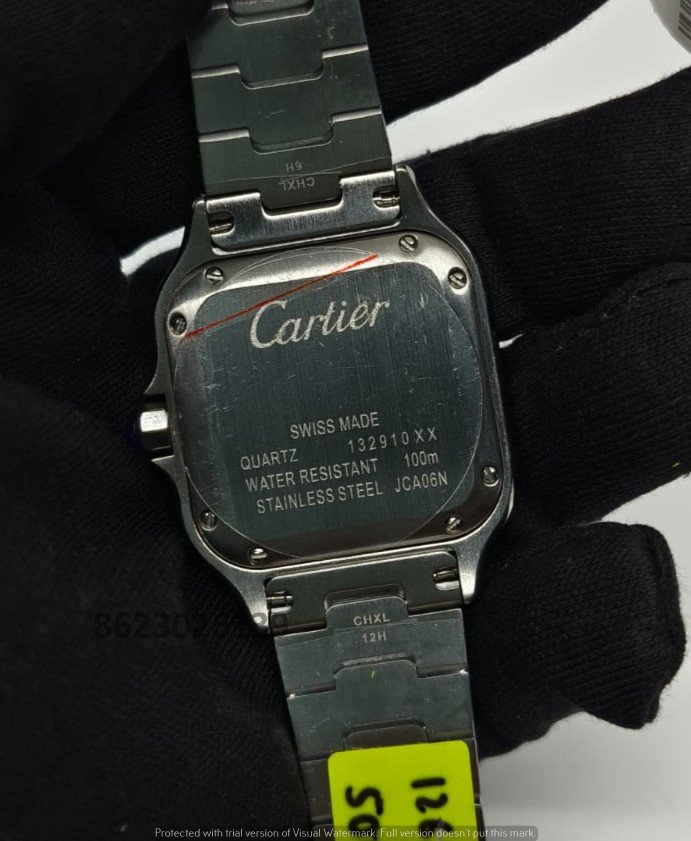 H9
CHXL
Cartier
SWISS MADE
QUARTZ 132910XX
WATER RESISTANT 100m
STAINLESS STEEL JCA06N
CHXL
12H
Protected with trial version of Visual Watermark. Full version doesn't put this mark.